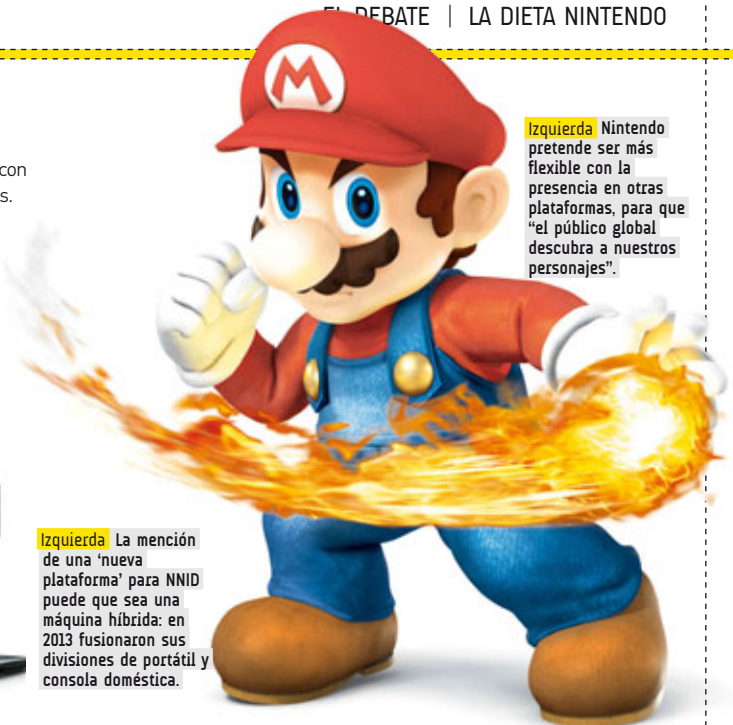 EL DEBATE | LA DIETA NINTENDO
con
s.
Izquierda Nintendo
pretende ser más
flexible con la
presencia en otras
plataformas, para que
“el público global
descubra a nuestros
personajes”.
M
Izquierda La mención
de una ‘nueva
plataforma’ para NNID
puede que sea una
máquina híbrida: en
2013 fusionaron sus
divisiones de portátil y
consola doméstica.